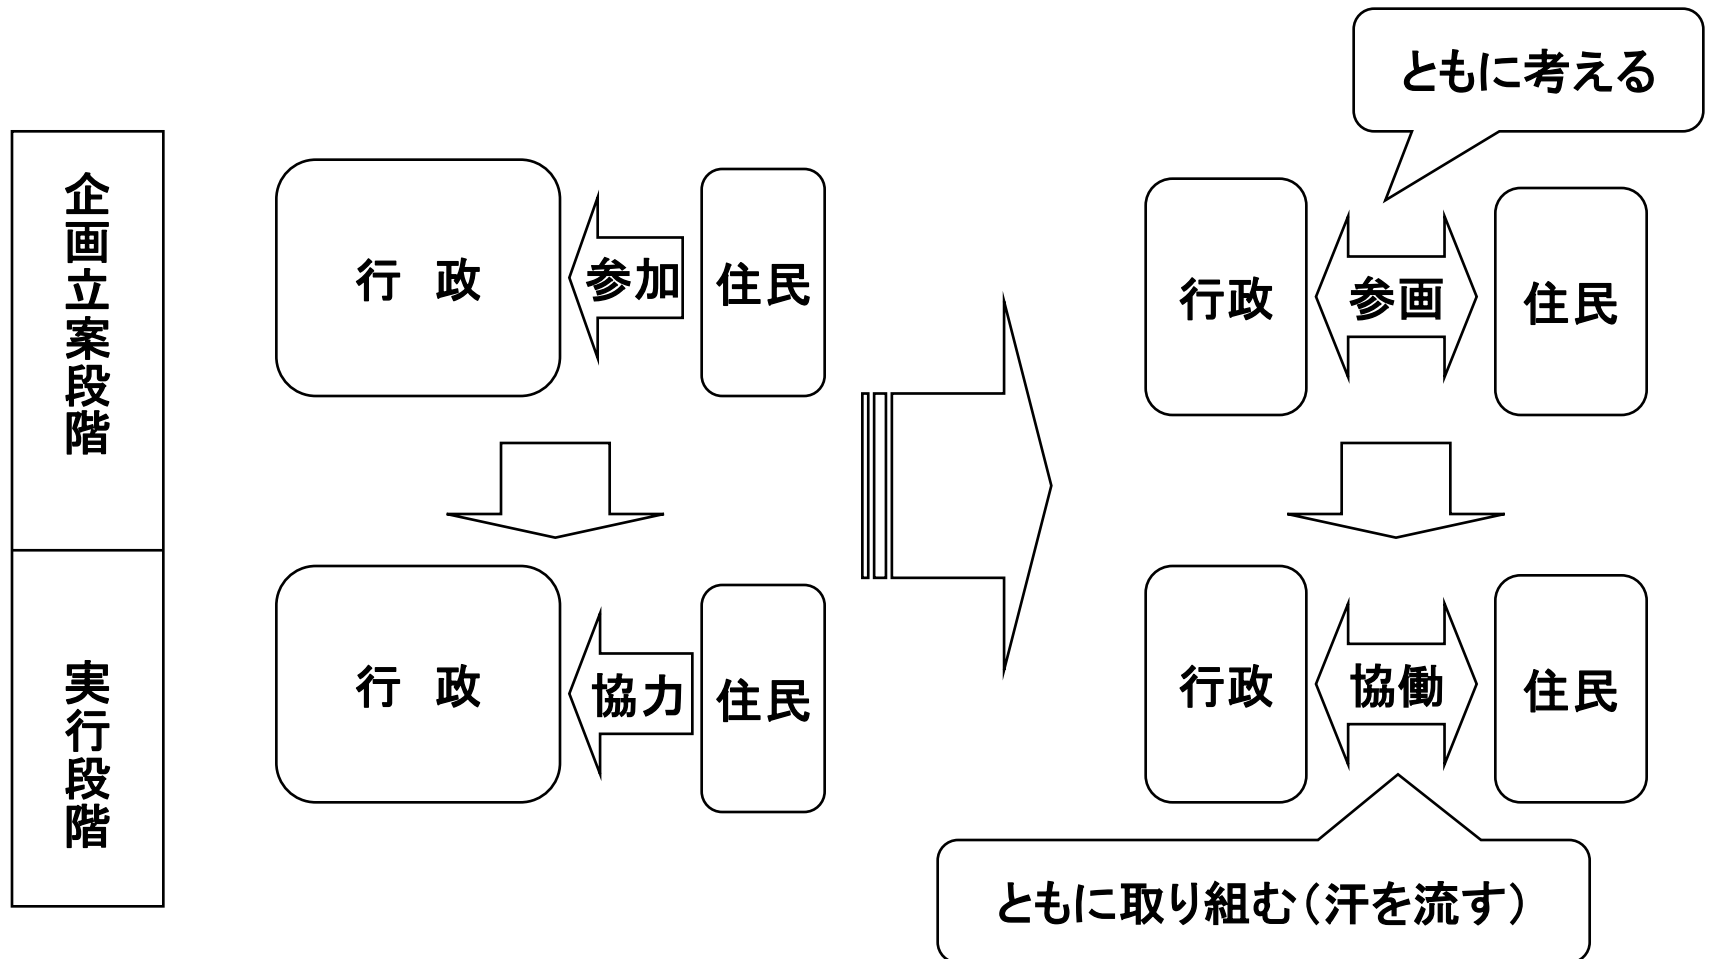 ともに考える
企画立案段階
行 政
参加
住民
行政
参画
住民
実行段階
行 政
協力
住民
行政
協働
住民
ともに取り組む（汗を流す）